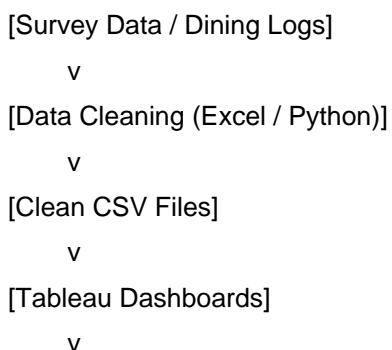 [Survey Data / Dining Logs]
v
[Data Cleaning (Excel / Python)]
v
[Clean CSV Files]
v
[Tableau Dashboards]
v